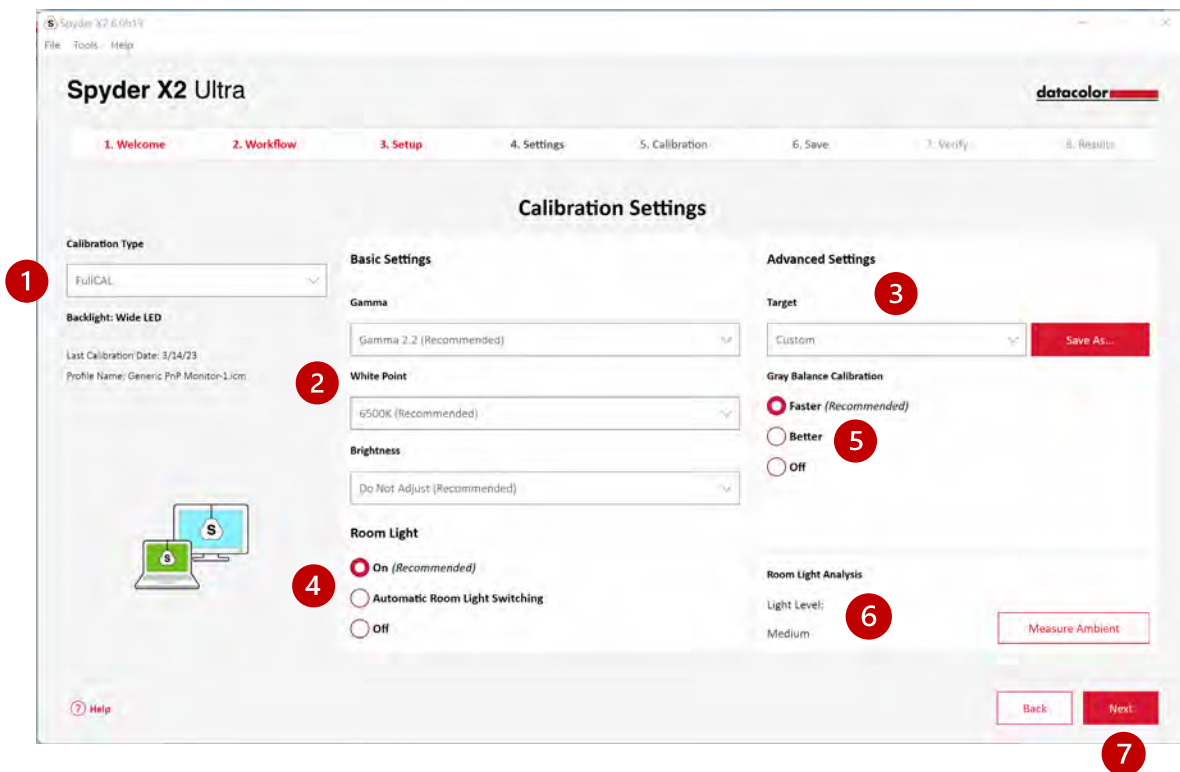 Spyder X2 6.0b19
File Tools Help
Spyder X2 Ultra
datacolor
1. Welcome 2. Workflow 3. Setup 4. Settings 5. Calibration 6. Save 7. Verify 8. Results
Calibration Settings
Calibration Type
1
FullCAL
Backlight: Wide LED
Last Calibration Date: 3/14/23
Profile Name: Generic PnP Monitor-1.icm
S
S
Basic Settings
Gamma
Gamma 2.2 (Recommended)
2
White Point
6500K (Recommended)
Brightness
Do Not Adjust (Recommended)
Room Light
4
On (Recommended)
Automatic Room Light Switching
Off
Advanced Settings
3
Target
Custom
Save As...
Gray Balance Calibration
Faster (Recommended)
Better
5
Off
Room Light Analysis
Light Level:
6
Medium
Measure Ambient
? Help
Back
Next
7